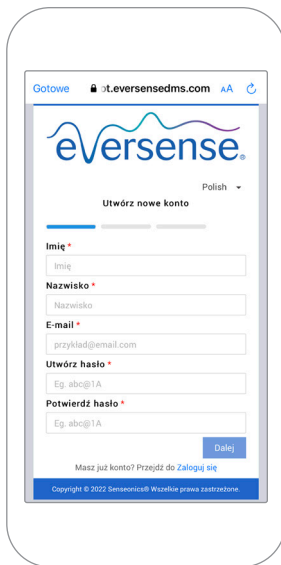 Gotowe ot.eversensedms.com AA
eversense®
Polish
Utwórz nowe konto
Imię *
Imię
Nazwisko *
Nazwisko
E-mail *
przykład@email.com
Utwórz hasło *
Eg. abc@1A
Potwierdź hasło *
Eg. abc@1A
Dalej
Masz już konto? Przejdź do Zaloguj się
Copyright © 2022 Senseonics® Wszelkie prawa zastrzeżone.